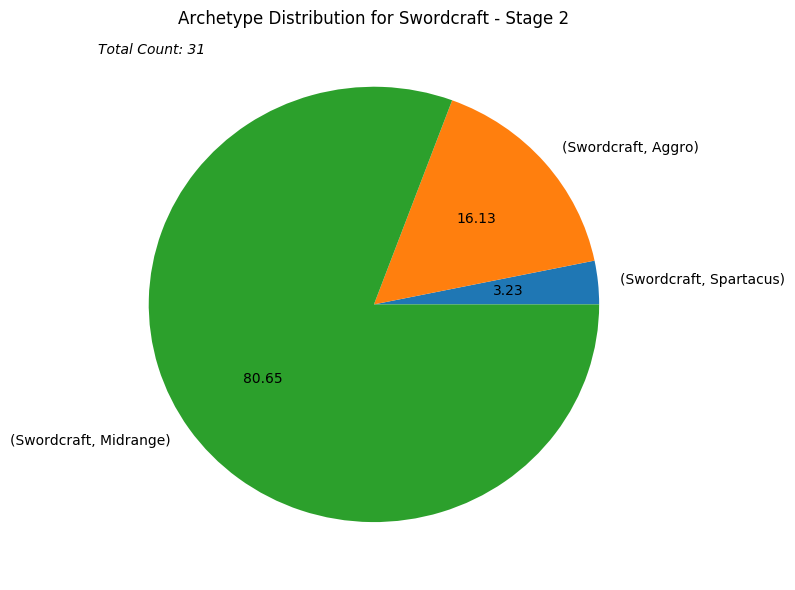 Archetype Distribution for Swordcraft - Stage 2
Total Count: 31
(Swordcraft, Aggro)
16.13
(Swordcraft, Spartacus)
3.23
80.65
(Swordcraft, Midrange)